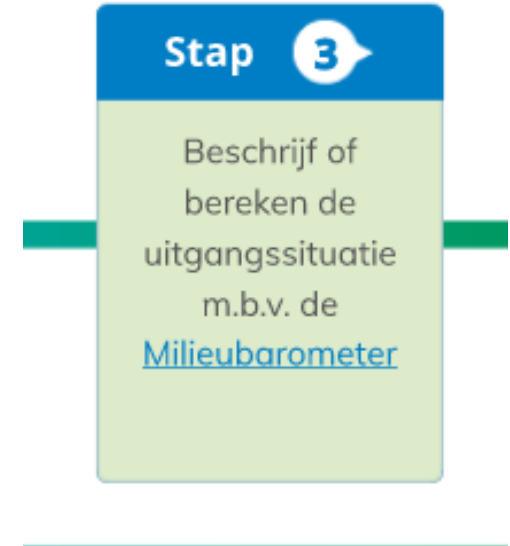 Stap 3
Beschrijf of
bereken de
uitgangssituatie
m.b.v. de
Milieubarometer